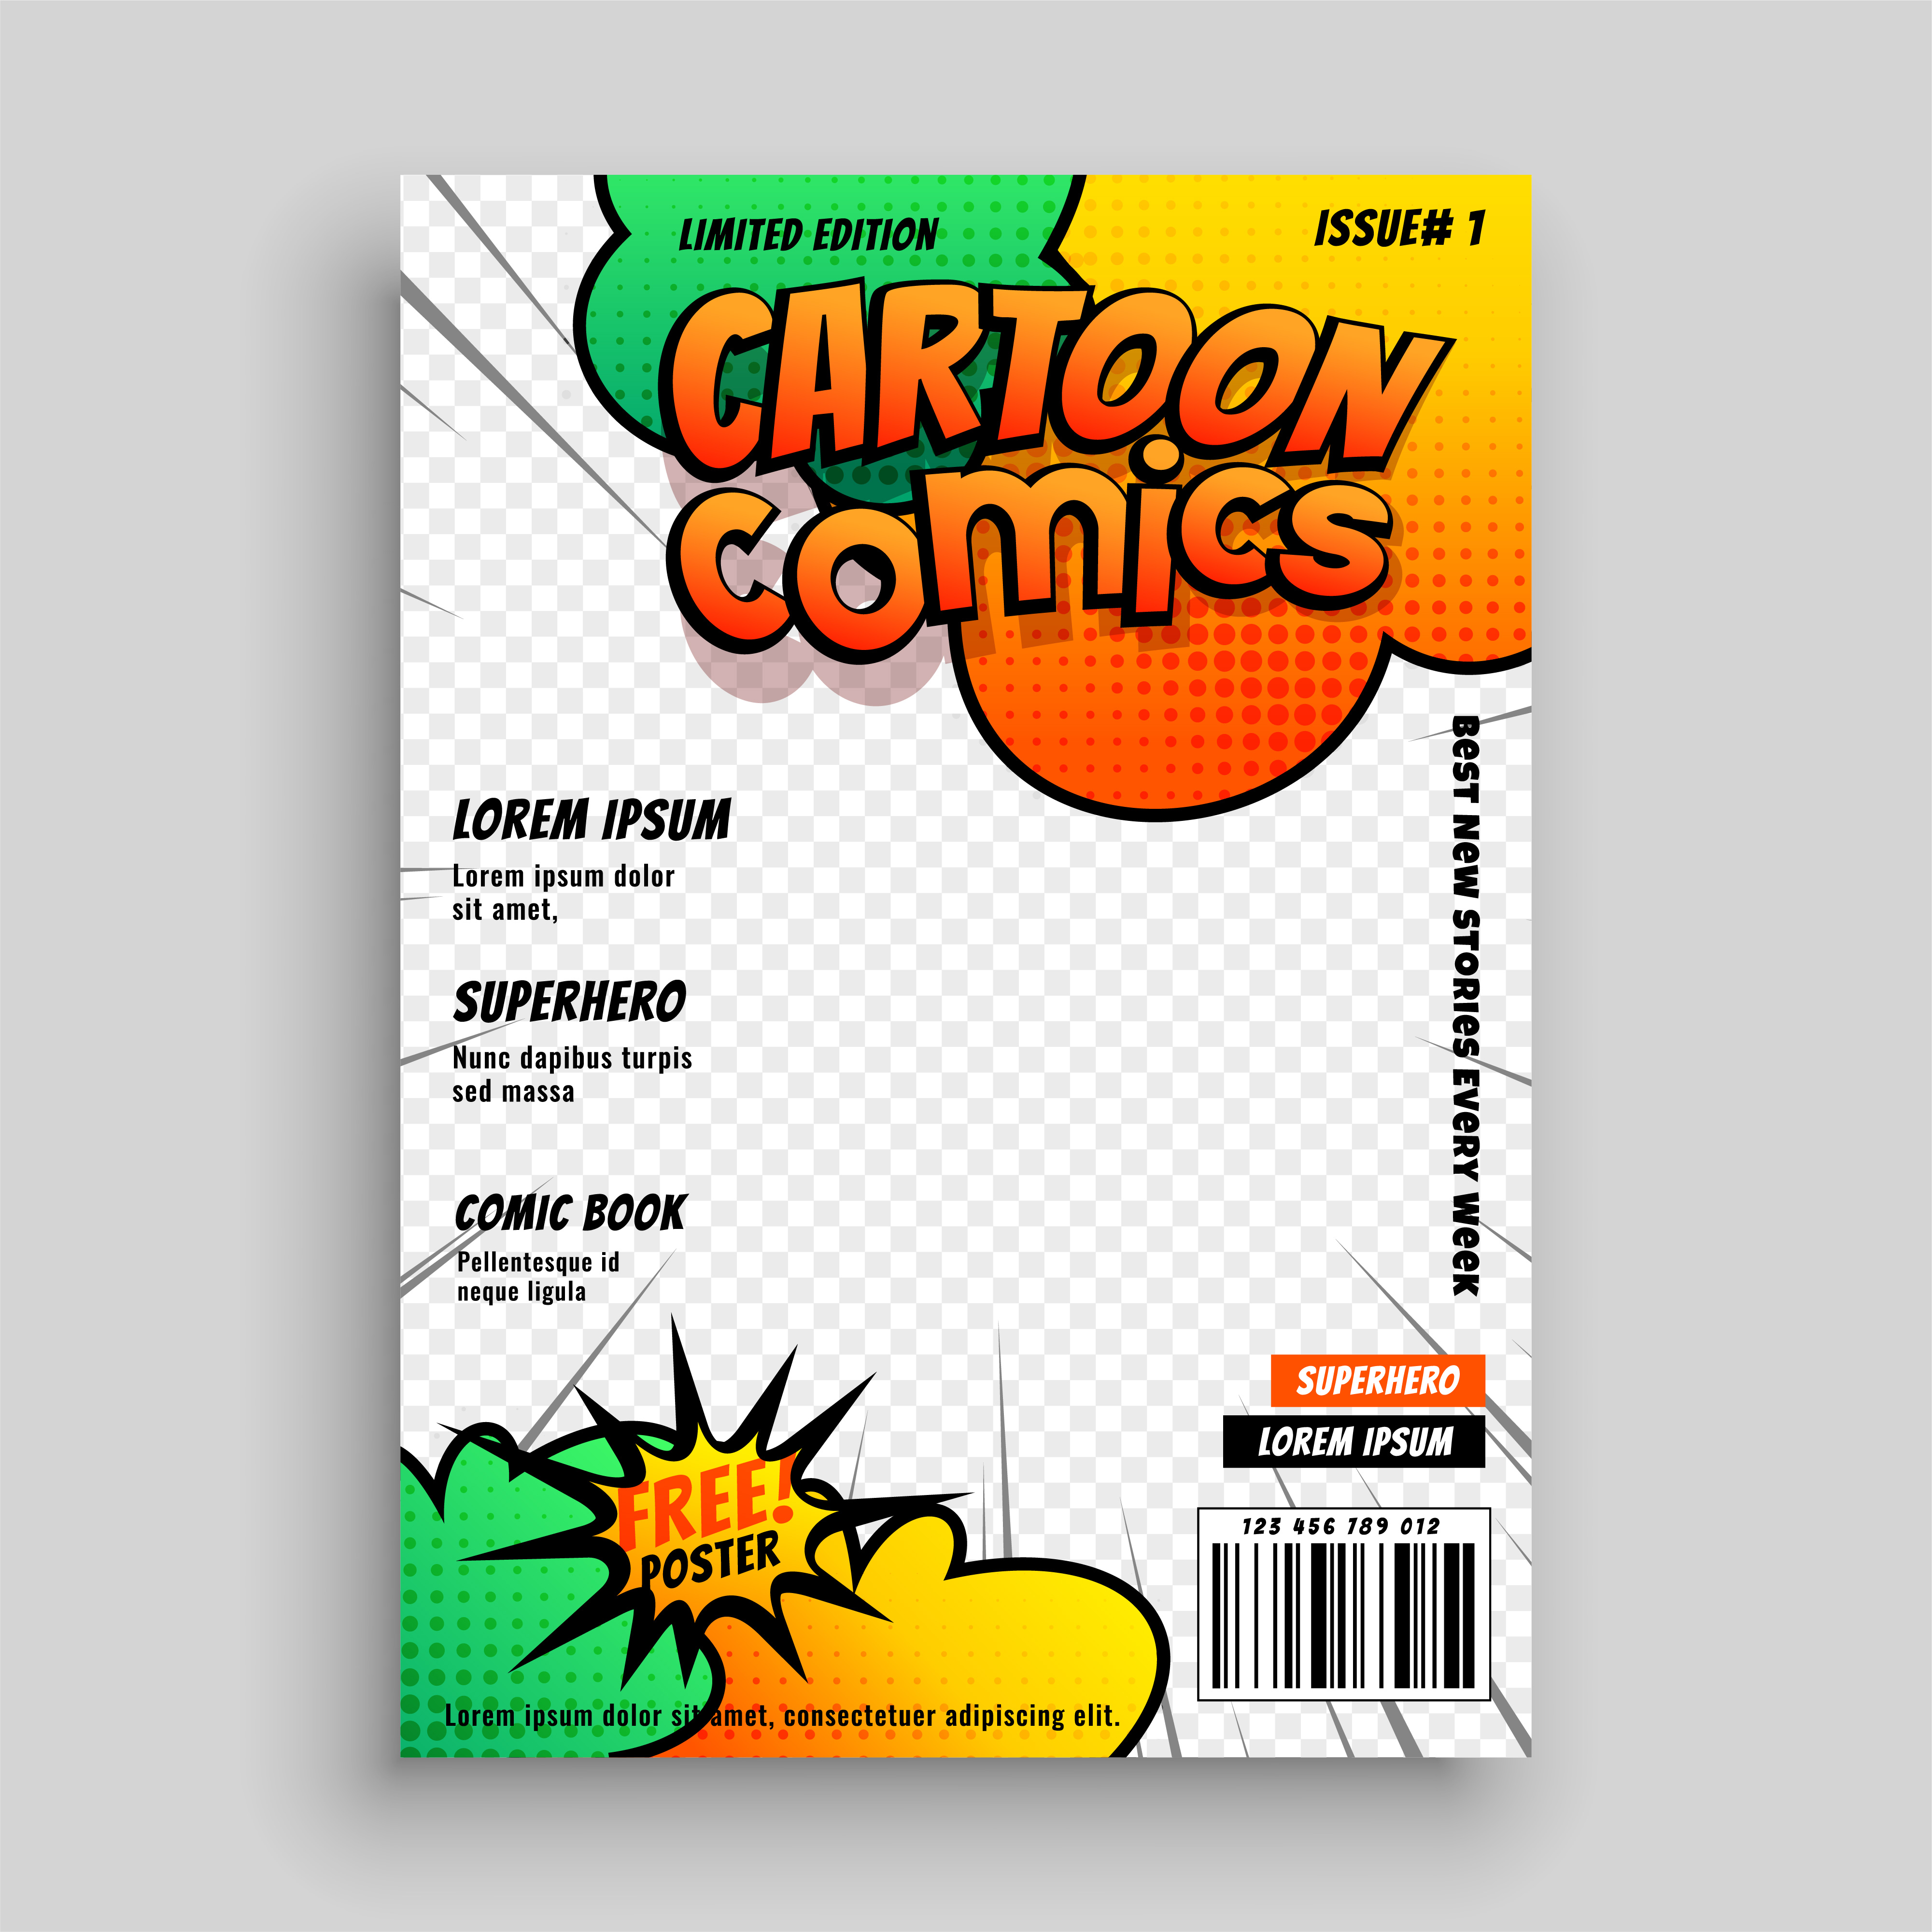 LIMITED EDITION
ISSUE# 1
CARTOON
COMiCS
LOREM IPSUM
Lorem ipsum dolor
sit amet,
SUPERHERO
Nunc dapibus turpis
sed massa
COMIC BOOK
Pellentesque id
neque ligula
BeST New STORieS EVeRY Week
FREE!
POSTER
SUPERHERO
LOREM IPSUM
123 456 789 012
Lorem ipsum dolor sit amet, consectetuer adipiscing elit.